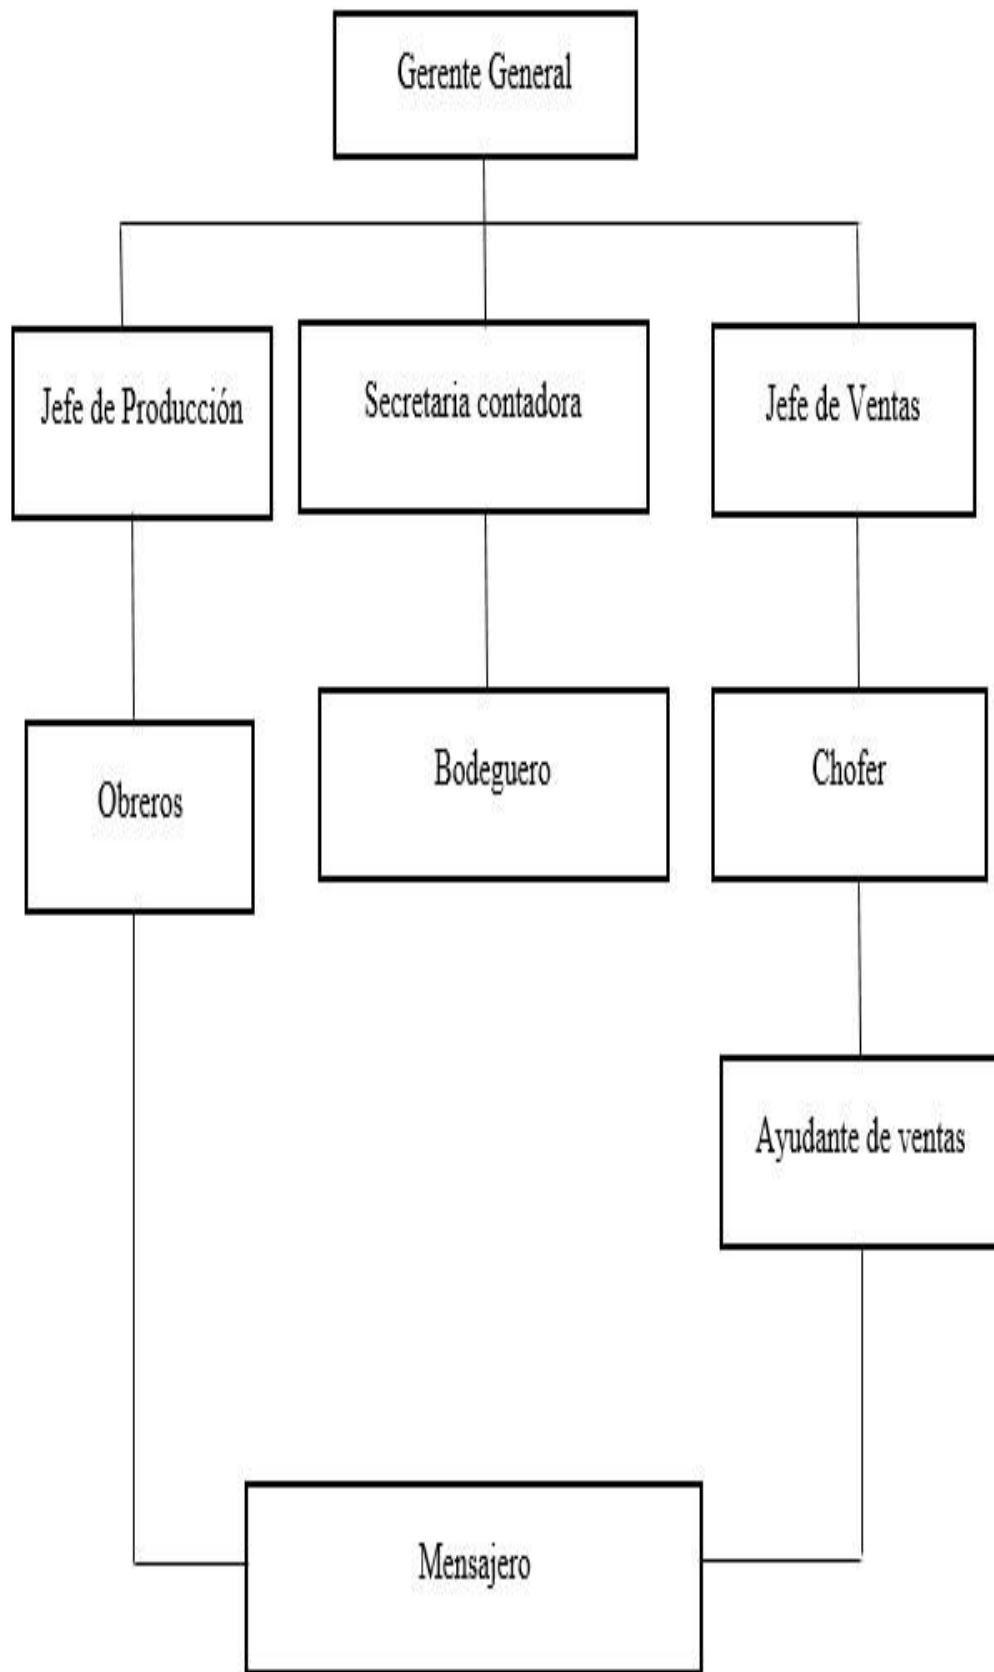 Gerente General
Jefe de Producción
Secretaria contadora
Jefe de Ventas
Obreros
Bodeguero
Chofer
Ayudante de ventas
Mensajero